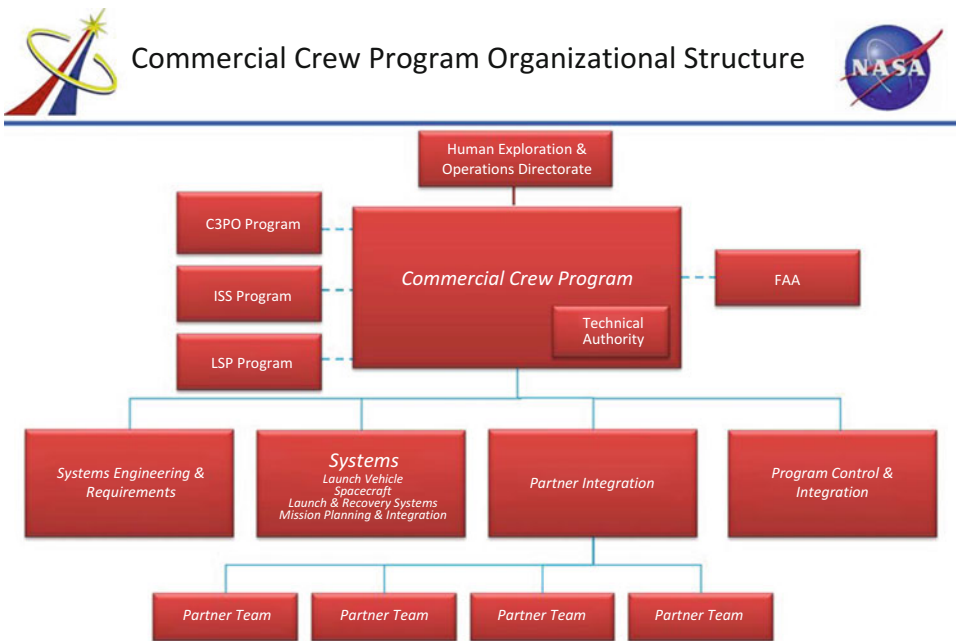 Commercial Crew Program Organizational Structure
NASA
Human Exploration &
Operations Directorate
C3PO Program
ISS Program
LSP Program
Commercial Crew Program
Technical
Authority
FAA
Systems Engineering &
Requirements
Systems
Launch Vehicle
Spacecraft
Launch & Recovery Systems
Mission Planning & Integration
Partner Integration
Program Control &
Integration
Partner Team
Partner Team
Partner Team
Partner Team